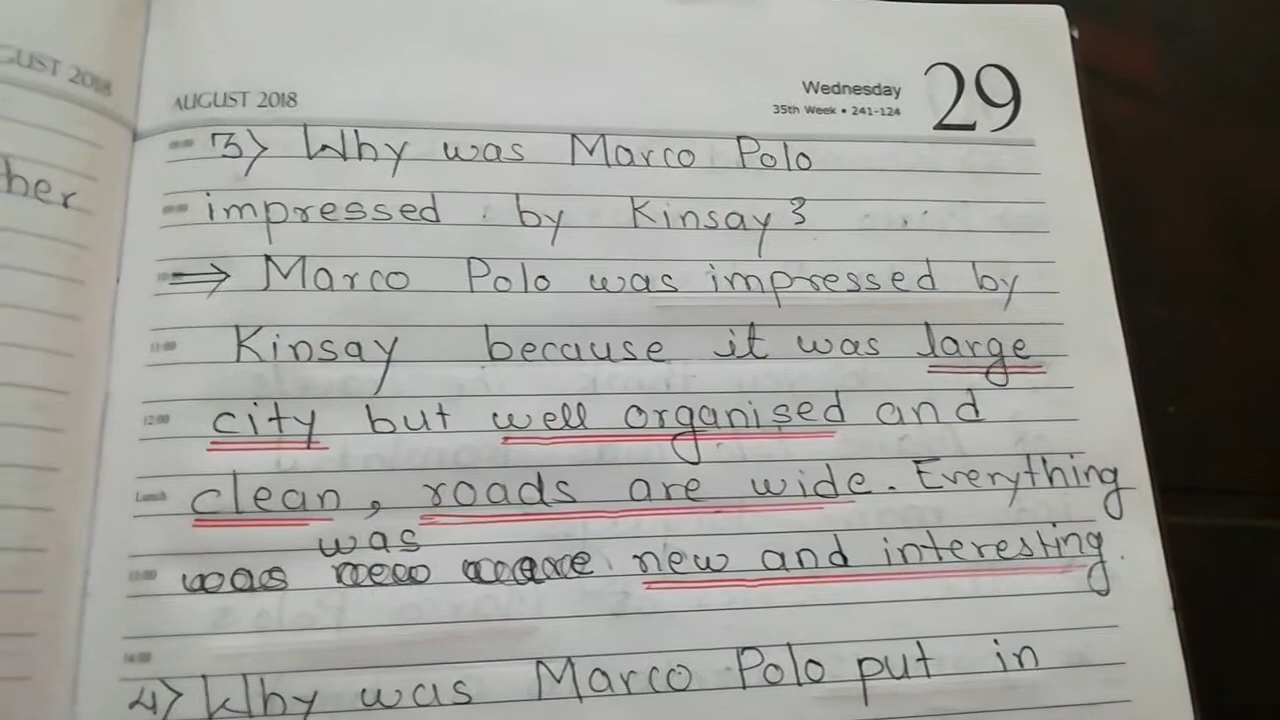 GUST 2018
her
AUGUST 2018
Wednesday
35th Week • 241-124
29
3) Why was Marco Polo
impressed by Kinsay?
⇒ Marco Polo was impressed by
Kinsay because it was large
city but well organised and
clean, roads are wide. Everything
was
was new new and interesting.
4) Why was Marco Polo put in